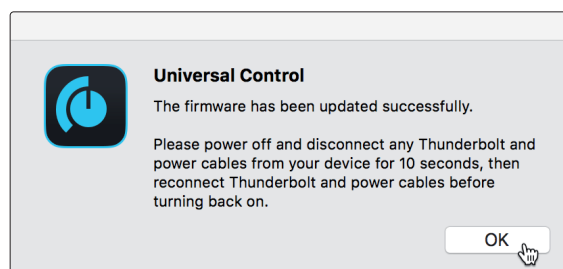 Universal Control
The firmware has been updated successfully.
Please power off and disconnect any Thunderbolt and
power cables from your device for 10 seconds, then
reconnect Thunderbolt and power cables before
turning back on.
OK